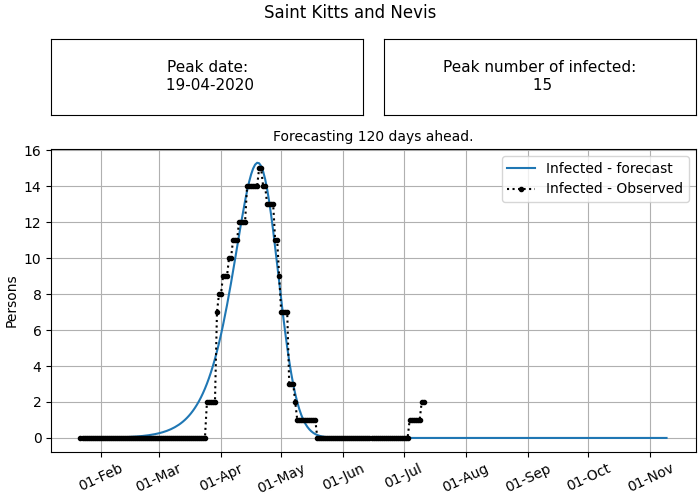 Saint Kitts and Nevis
Peak date:
19-04-2020
Peak number of infected:
15
Forecasting 120 days ahead.
Infected - forecast
Infected - Observed
Persons
16
14
12
10
8
6
4
2
0
01-Feb
01-Mar
01-Apr
01-May
01-Jun
01-Jul
01-Aug
01-Sep
01-Oct
01-Nov